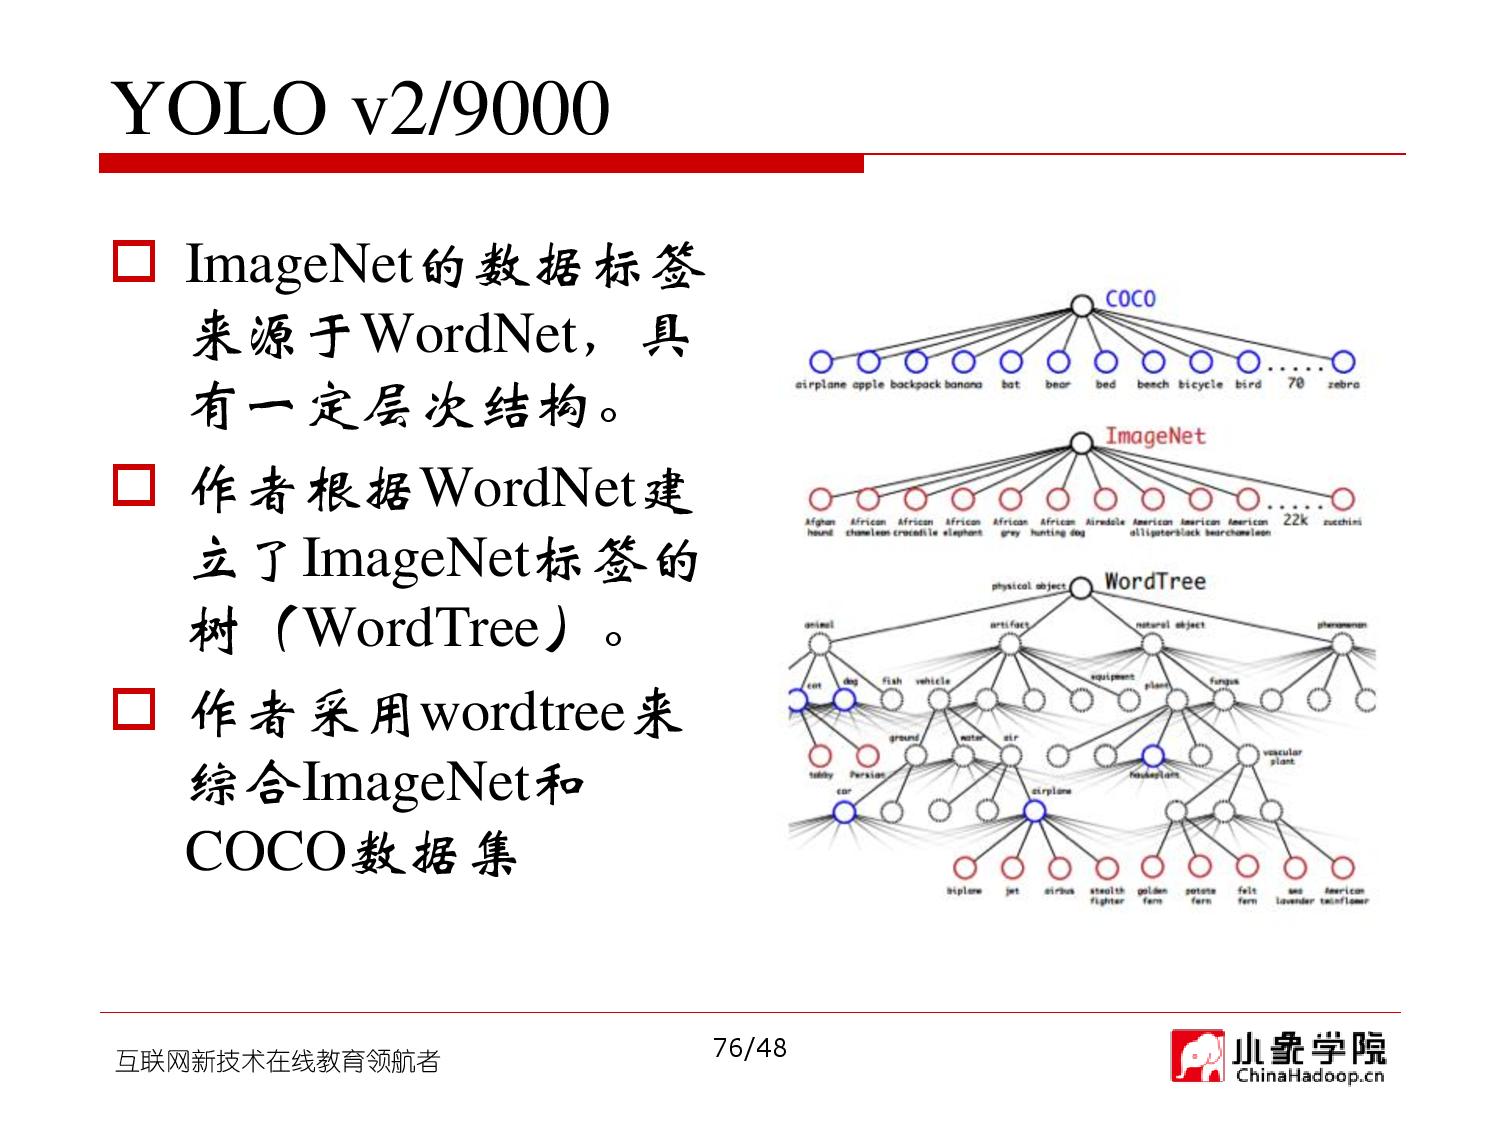 YOLO v2/9000
ImageNet的数据标签
来源于WordNet，具
有一定层次结构。
作者根据WordNet建
立了ImageNet标签的
树（WordTree）。
作者采用wordtree来
综合ImageNet和
COCO数据集
COCO
airplane apple backpack banana bat bear bed bench bicycle bird 70 zebra
ImageNet
Afghan African African African African African Airedale American American American 22k zucchini
hound chameleon crocodile elephant grey hunting dog alligator black bear chameleon
physical object WordTree
animal artifact natural object phenomenon
cat dog fish vehicle equipment plant fungus
ground water air vascular
plant
tabby Persian houseplant
car airplane
biplane jet airbus stealth golden potato felt sea American
fighter fern fern fern lavender twinflower
互联网新技术在线教育领航者
76/48
小象学院
ChinaHadoop.cn